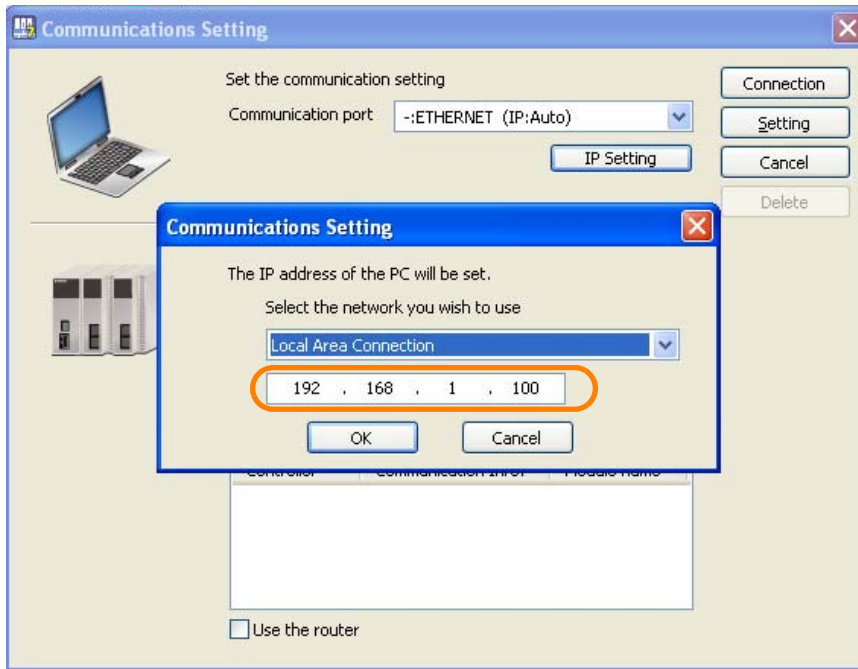 Communications Setting
Set the communication setting
Connection
Communication port
-:ETHERNET (IP:Auto)
Setting
IP Setting
Cancel
Delete
Communications Setting
The IP address of the PC will be set.
Select the network you wish to use
Local Area Connection
192 . 168 . 1 . 100
OK
Cancel
Use the router